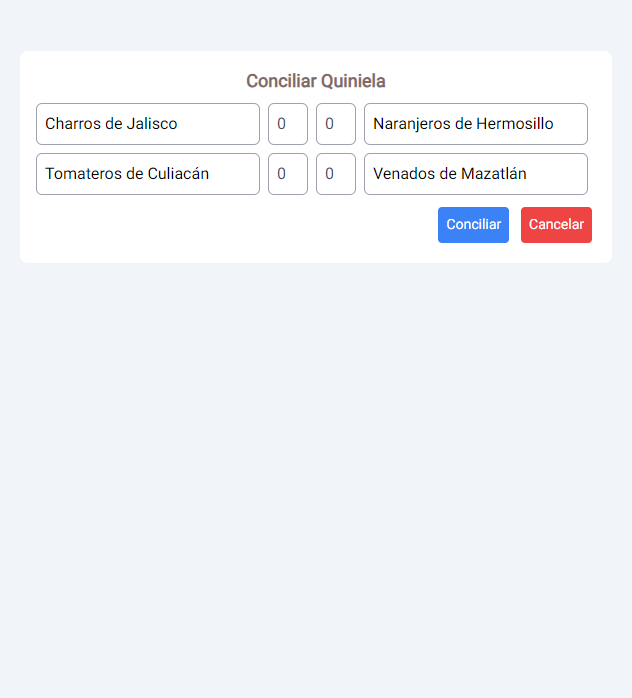 Conciliar Quiniela
Charros de Jalisco 0 0 Naranjeros de Hermosillo
Tomateros de Culiacán 0 0 Venados de Mazatlán
Conciliar Cancelar